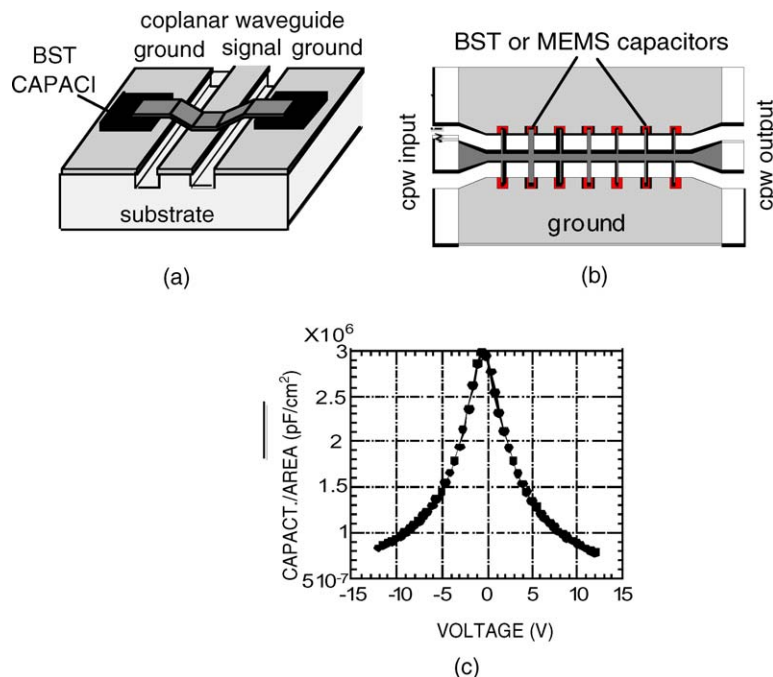 coplanar waveguide
ground signal ground
BST
CAPACI
substrate
(a)
BST or MEMS capacitors
cpw input
cpw output
ground
(b)
X10⁶
3
2.5
2
1.5
1
510⁻⁷
CAPACT./AREA (pF/cm²)
-15 -10 -5 0 5 10 15
VOLTAGE (V)
(c)